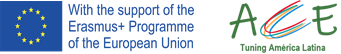 With the support of the
Erasmus+ Programme
of the European Union
ACE
Tuning América Latina